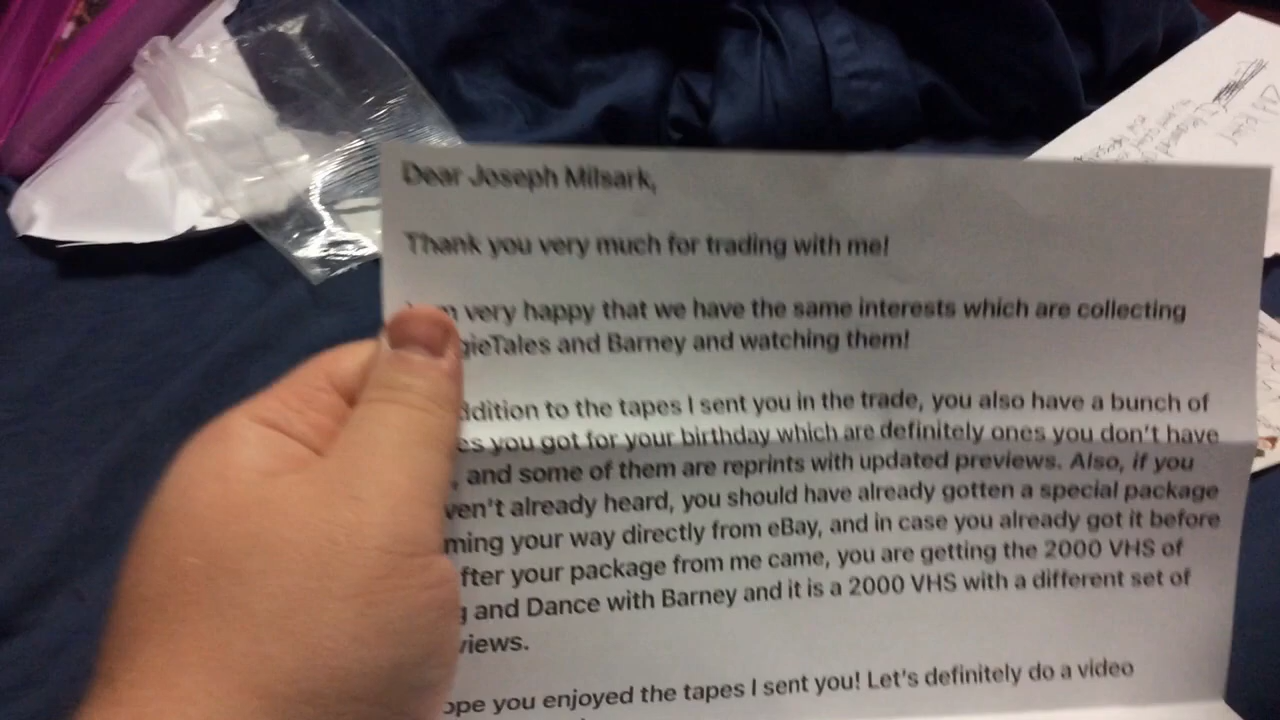 Dear Joseph Milsark,
Thank you very much for trading with me!
very happy that we have the same interests which are collecting
gieTales and Barney and watching them!
ddition to the tapes I sent you in the trade, you also have a bunch of
es you got for your birthday which are definitely ones you don't have
, and some of them are reprints with updated previews. Also, if you
ven't already heard, you should have already gotten a special package
ming your way directly from eBay, and in case you already got it before
fter your package from me came, you are getting the 2000 VHS of
g and Dance with Barney and it is a 2000 VHS with a different set of
views.
ope you enjoyed the tapes I sent you! Let's definitely do a video